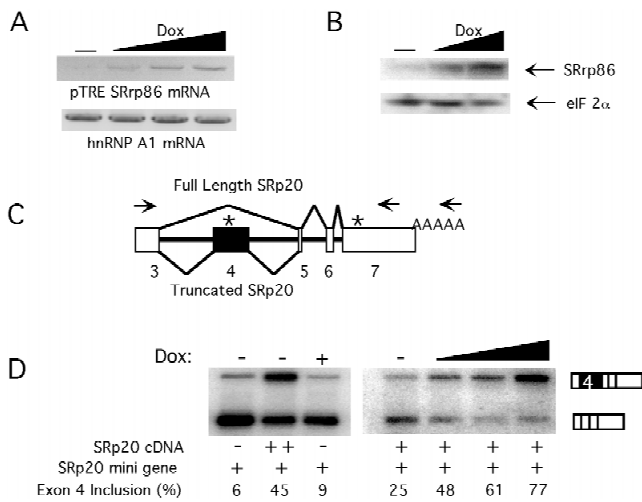 A
Dox
pTRE SRrp86 mRNA
hnRNP A1 mRNA
B
Dox
SRrp86
eIF 2α
C
Full Length SRp20
* *
AAAAA
3 4 5 6 7
Truncated SRp20
D
Dox: - - + -
4
SRp20 cDNA - ++ - + + + +
SRp20 mini gene + + + + + + +
Exon 4 Inclusion (%) 6 45 9 25 48 61 77